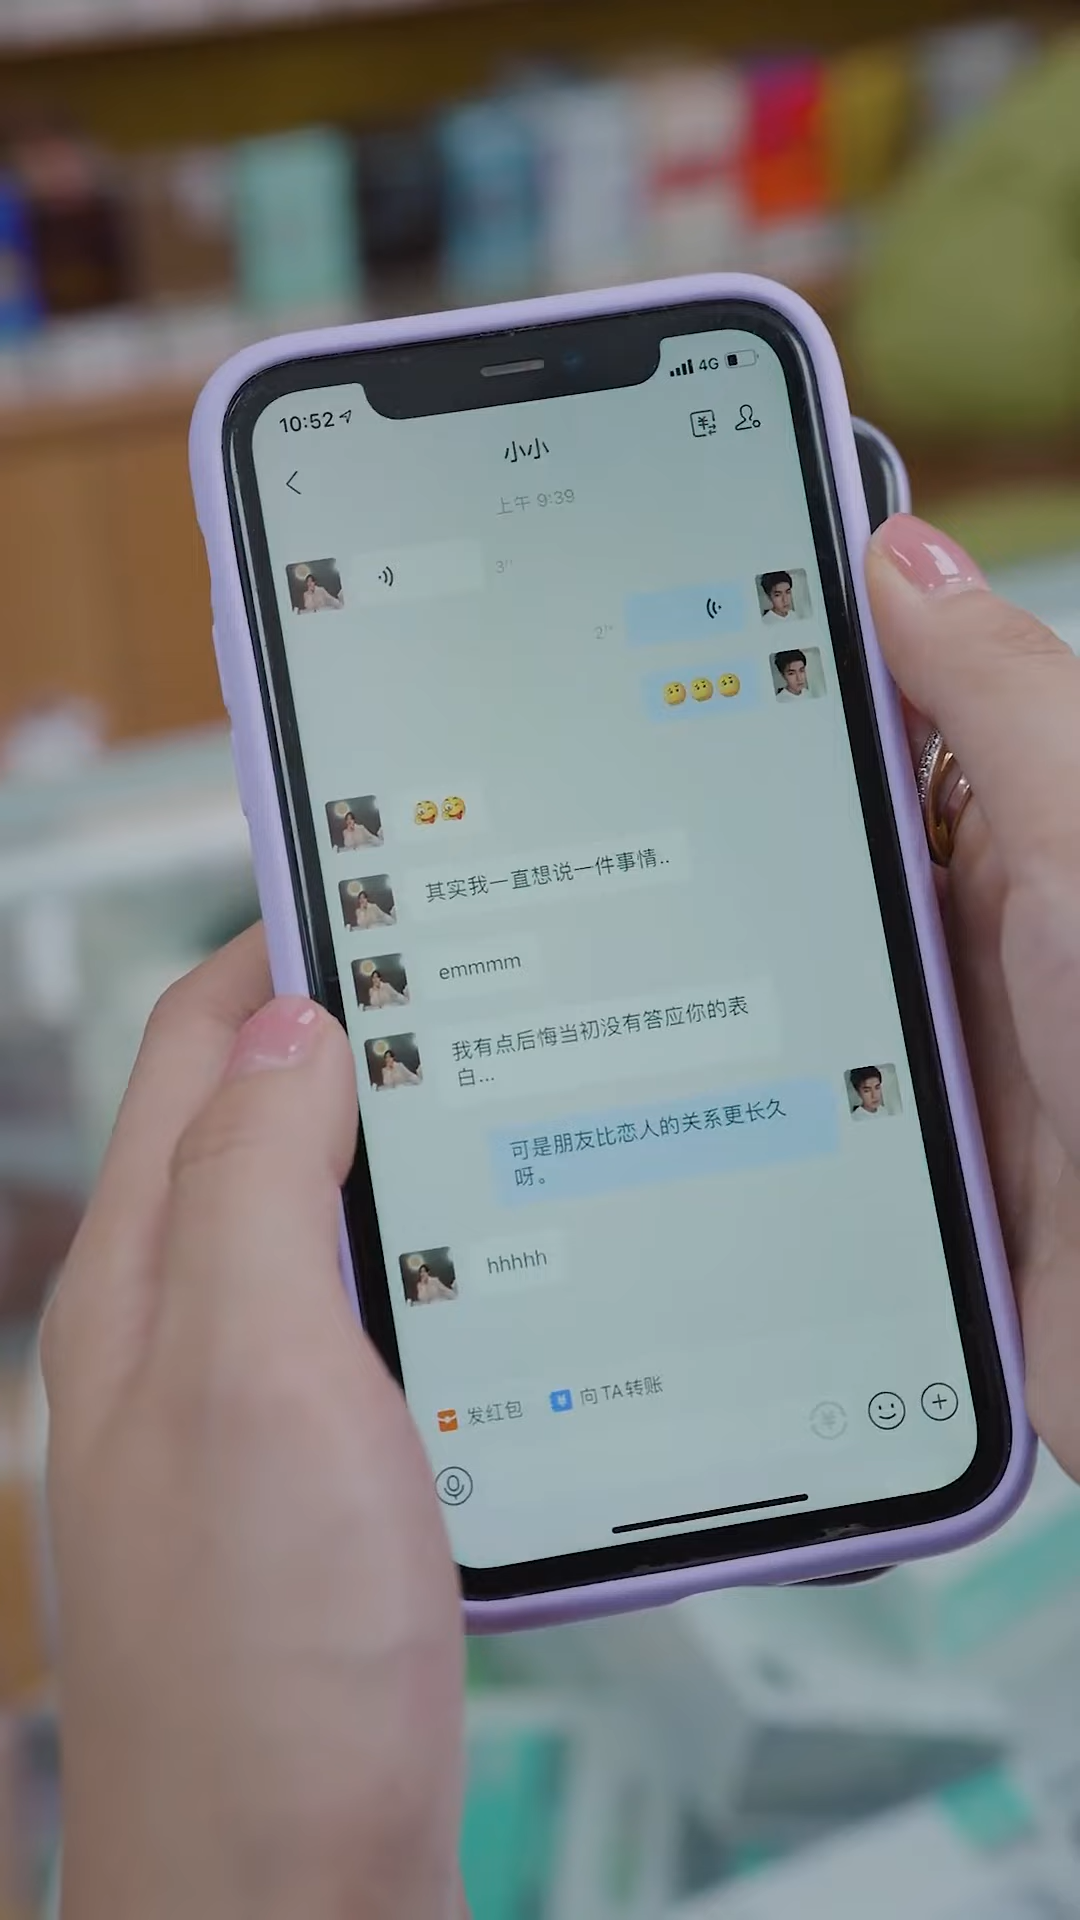 10:52
4G
小小
上午 9:39
3"
2"
其实我一直想说一件事情..
emmmm
我有点后悔当初没有答应你的表
白...
可是朋友比恋人的关系更长久
呀。
hhhhh
发红包 向TA转账